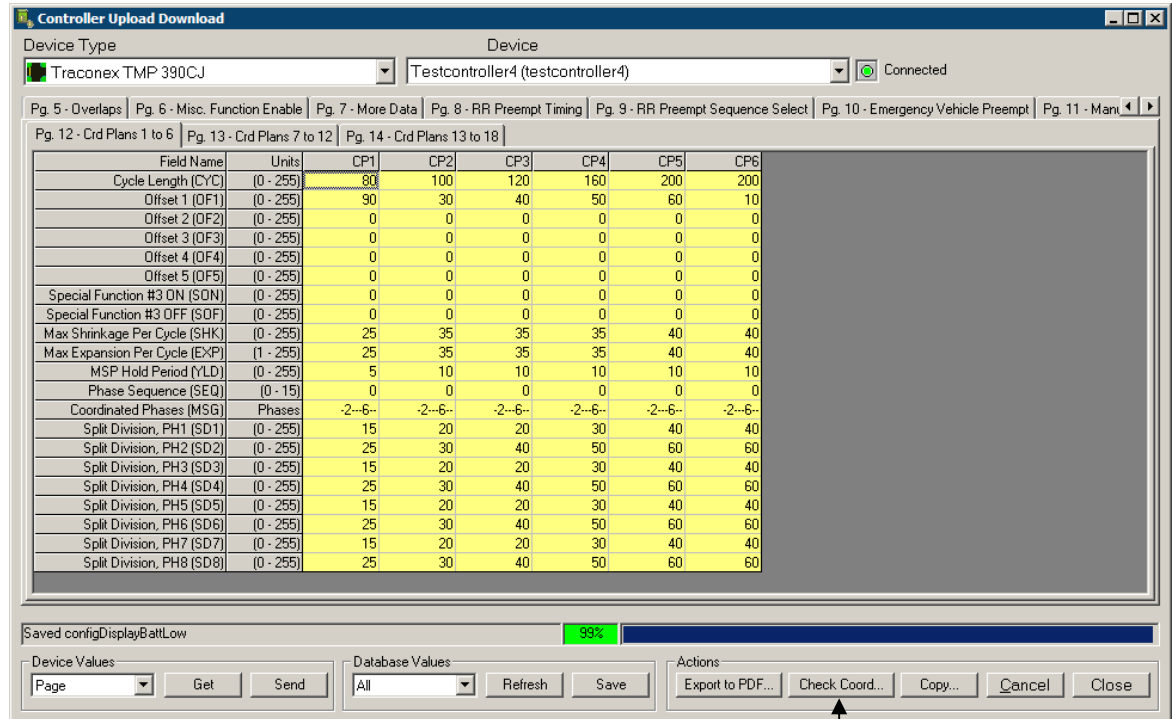 Controller Upload Download
Device Type Device
Traconex TMP 390CJ Testcontroller4 (testcontroller4) Connected
Pg. 5 - Overlaps Pg. 6 - Misc. Function Enable Pg. 7 - More Data Pg. 8 - RR Preempt Timing Pg. 9 - RR Preempt Sequence Select Pg. 10 - Emergency Vehicle Preempt Pg. 11 - Manu
Pg. 12 - Crd Plans 1 to 6 Pg. 13 - Crd Plans 7 to 12 Pg. 14 - Crd Plans 13 to 18
Field Name Units CP1 CP2 CP3 CP4 CP5 CP6
Cycle Length (CYC) (0 - 255) 80 100 120 160 200 200
Offset 1 (OF1) (0 - 255) 90 30 40 50 60 10
Offset 2 (OF2) (0 - 255) 0 0 0 0 0 0
Offset 3 (OF3) (0 - 255) 0 0 0 0 0 0
Offset 4 (OF4) (0 - 255) 0 0 0 0 0 0
Offset 5 (OF5) (0 - 255) 0 0 0 0 0 0
Special Function #3 ON (SON) (0 - 255) 0 0 0 0 0 0
Special Function #3 OFF (SOF) (0 - 255) 0 0 0 0 0 0
Max Shrinkage Per Cycle (SHK) (0 - 255) 25 35 35 35 40 40
Max Expansion Per Cycle (EXP) (1 - 255) 25 35 35 35 40 40
MSP Hold Period (YLD) (0 - 255) 5 10 10 10 10 10
Phase Sequence (SEQ) (0 - 15) 0 0 0 0 0 0
Coordinated Phases (MSG) Phases -2---6-- -2---6-- -2---6-- -2---6-- -2---6-- -2---6--
Split Division, PH1 (SD1) (0 - 255) 15 20 20 30 40 40
Split Division, PH2 (SD2) (0 - 255) 25 30 40 50 60 60
Split Division, PH3 (SD3) (0 - 255) 15 20 20 30 40 40
Split Division, PH4 (SD4) (0 - 255) 25 30 40 50 60 60
Split Division, PH5 (SD5) (0 - 255) 15 20 20 30 40 40
Split Division, PH6 (SD6) (0 - 255) 25 30 40 50 60 60
Split Division, PH7 (SD7) (0 - 255) 15 20 20 30 40 40
Split Division, PH8 (SD8) (0 - 255) 25 30 40 50 60 60
Saved configDisplayBattLow 99%
Device Values Database Values Actions
Page Get Send All Refresh Save Export to PDF... Check Coord... Copy... Cancel Close